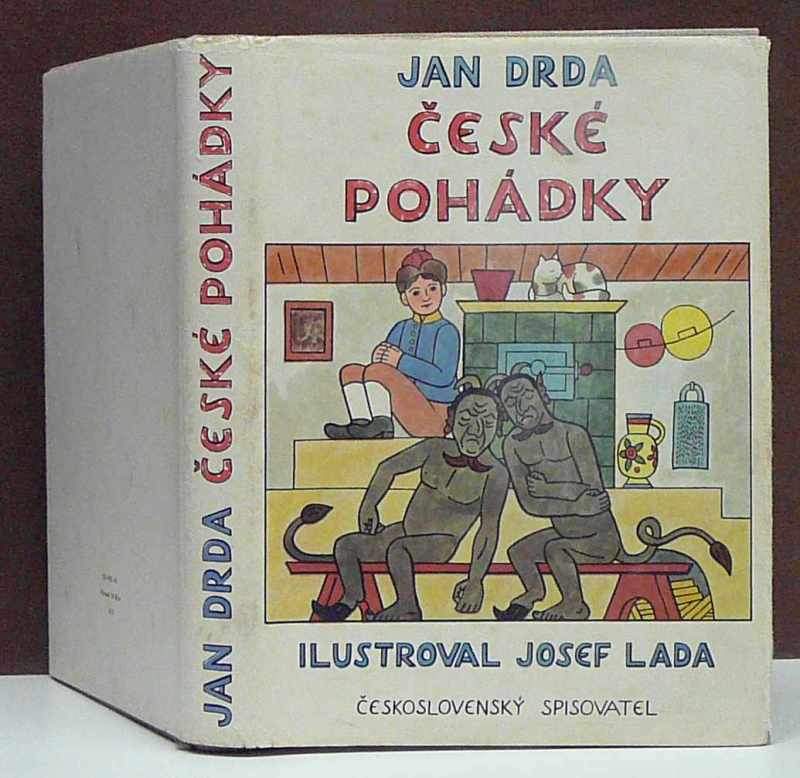 JAN DRDA
ČESKÉ
POHÁDKY
ILUSTROVAL JOSEF LADA
ČESKOSLOVENSKÝ SPISOVATEL
JAN DRDA ČESKÉ POHÁDKY